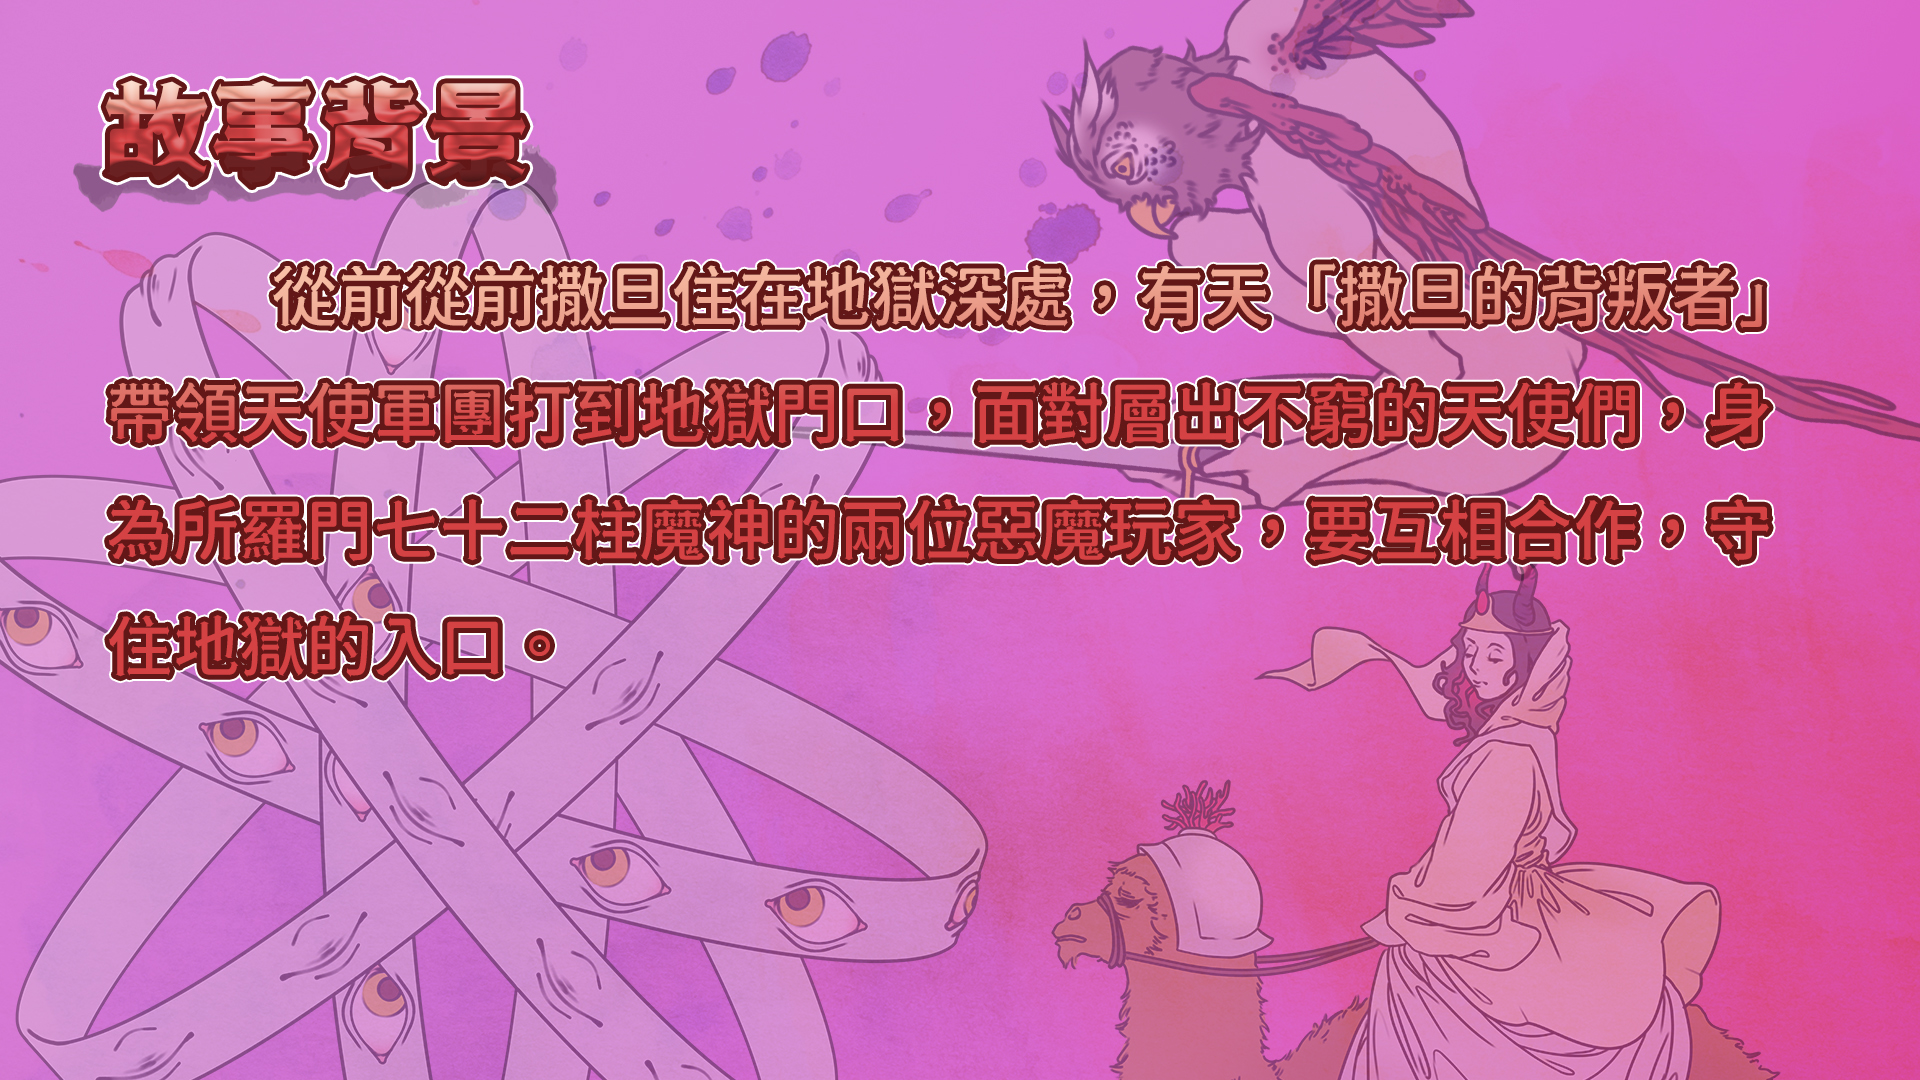 故事背景
從前從前撒旦住在地獄深處，有天「撒旦的背叛者」
帶領天使軍團打到地獄門口，面對層出不窮的天使們，身
為所羅門七十二柱魔神的兩位惡魔玩家，要互相合作，守
住地獄的入口。